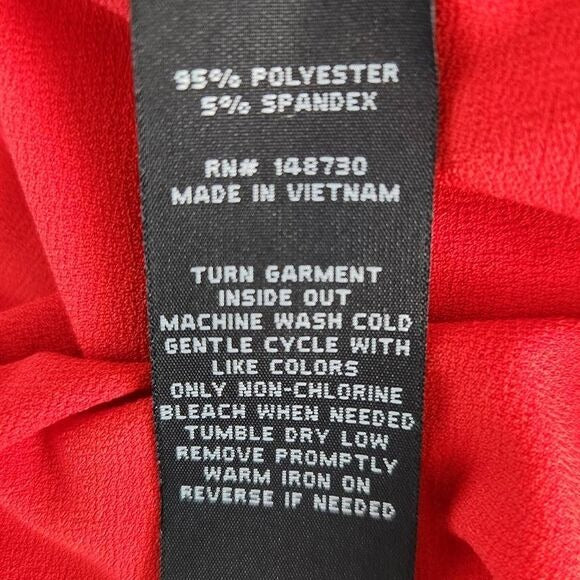 95% POLYESTER
5% SPANDEX
RN# 148730
MADE IN VIETNAM
TURN GARMENT
INSIDE OUT
MACHINE WASH COLD
GENTLE CYCLE WITH
LIKE COLORS
ONLY NON-CHLORINE
BLEACH WHEN NEEDED
TUMBLE DRY LOW
REMOVE PROMPTLY
WARM IRON ON
REVERSE IF NEEDED